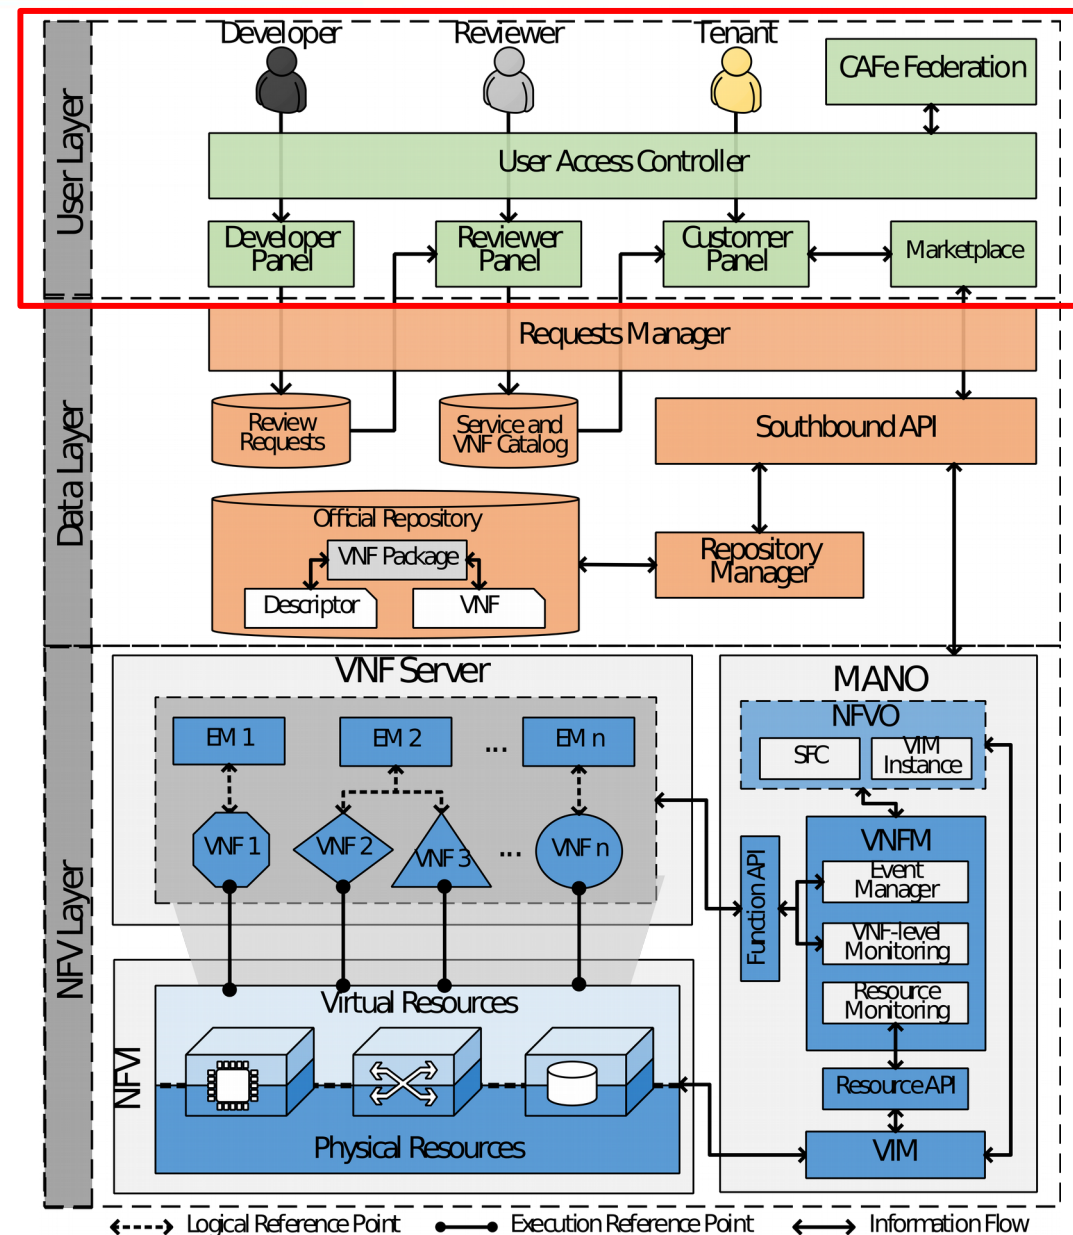 Developer
Reviewer
Tenant
CAFe Federation
User Layer
User Access Controller
Developer
Panel
Reviewer
Panel
Customer
Panel
Marketplace
Requests Manager
Data Layer
Review
Requests
Service and
VNF Catalog
Southbound API
Official Repository
VNF Package
Descriptor
VNF
Repository
Manager
NFV Layer
VNF Server
EM 1
EM 2
...
EM n
VNF 1
VNF 2
VNF 3
...
VNF n
MANO
NFVO
SFC
VIM
Instance
VNFM
Event
Manager
Function API
VNF-level
Monitoring
Resource
Monitoring
Resource API
VIM
NFVI
Virtual Resources
Physical Resources
Logical Reference Point
Execution Reference Point
Information Flow